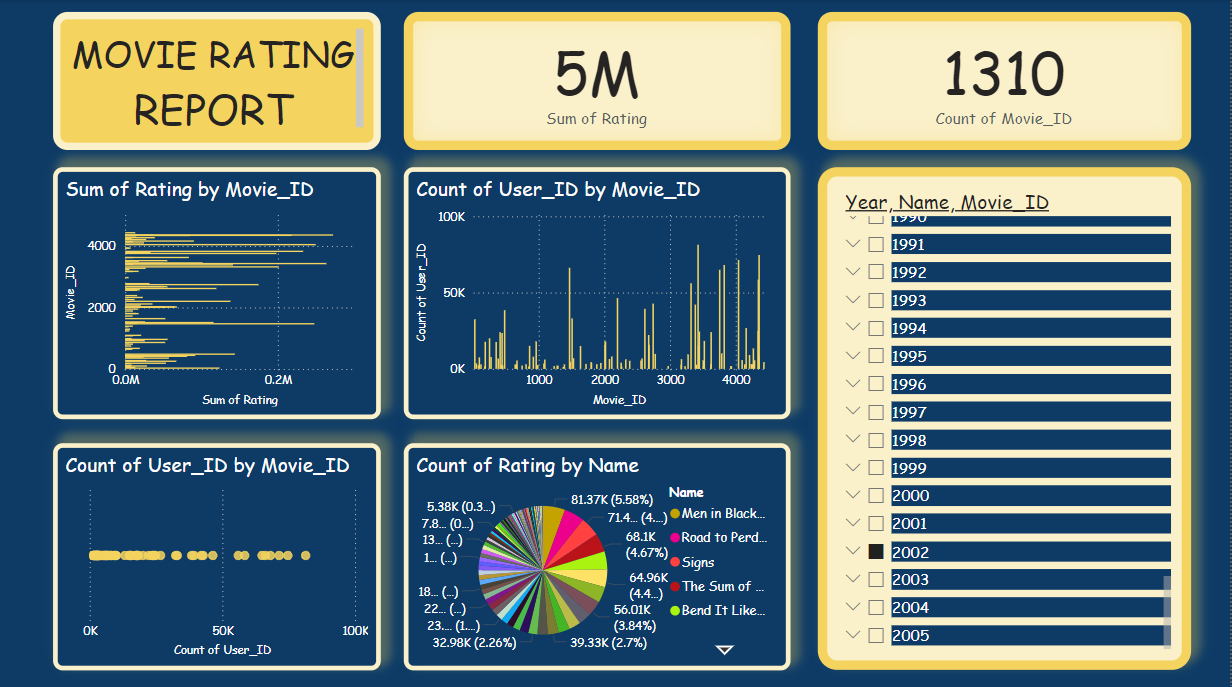 MOVIE RATING
REPORT
5M
Sum of Rating
1310
Count of Movie_ID
Sum of Rating by Movie_ID
4000
2000
0
Movie_ID
0.0M
0.2M
Sum of Rating
Count of User_ID by Movie_ID
100K
50K
0K
Count of User_ID
1000
2000
3000
4000
Movie_ID
Year, Name, Movie_ID
1990
1991
1992
1993
1994
1995
1996
1997
1998
1999
2000
2001
2002
2003
2004
2005
Count of User_ID by Movie_ID
0K
50K
100K
Count of User_ID
Count of Rating by Name
81.37K (5.58%)
71.4... (4...)
68.1K
(4.67%)
64.96K
(4.4...)
56.01K
(3.84%)
39.33K (2.7%)
32.98K (2.26%)
23.... (1....)
22... (...)
18... (...)
1... (...)
13... (...)
7.8... (0...)
5.38K (0.3...)
Name
Men in Black...
Road to Perd...
Signs
The Sum of ...
Bend It Like...